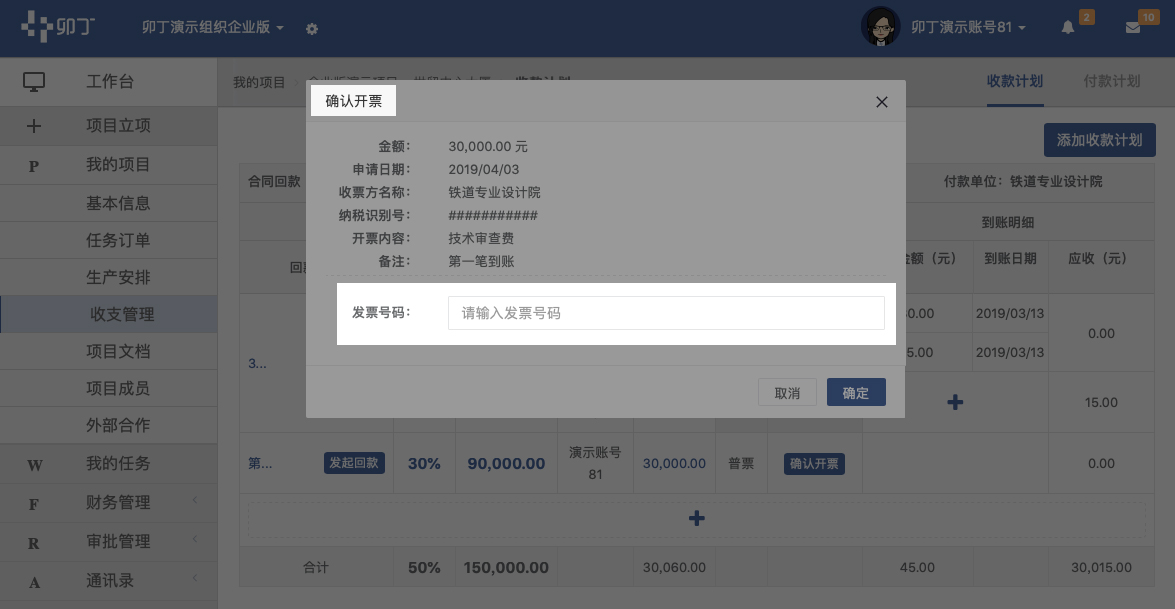 卯丁
卯丁演示组织企业版
卯丁演示账号81
2
10
工作台
项目立项
P 我的项目
基本信息
任务订单
生产安排
收支管理
项目文档
项目成员
外部合作
W 我的任务
F 财务管理
R 审批管理
A 通讯录
我的项目
收款计划
收款计划
付款计划
添加收款计划
合同回款
付款单位：铁道专业设计院
到账明细
金额（元）
到账日期
应收（元）
确认开票
金额： 30,000.00 元
申请日期： 2019/04/03
收票方名称： 铁道专业设计院
纳税识别号： ###########
开票内容： 技术审查费
备注： 第一笔到账
发票号码： 请输入发票号码
取消
确定
2019/03/13
0.00
3...
5.00
2019/03/13
15.00
第... 发起回款 30% 90,000.00 演示账号81 30,000.00 普票 确认开票 0.00
合计 50% 150,000.00 30,060.00 45.00 30,015.00